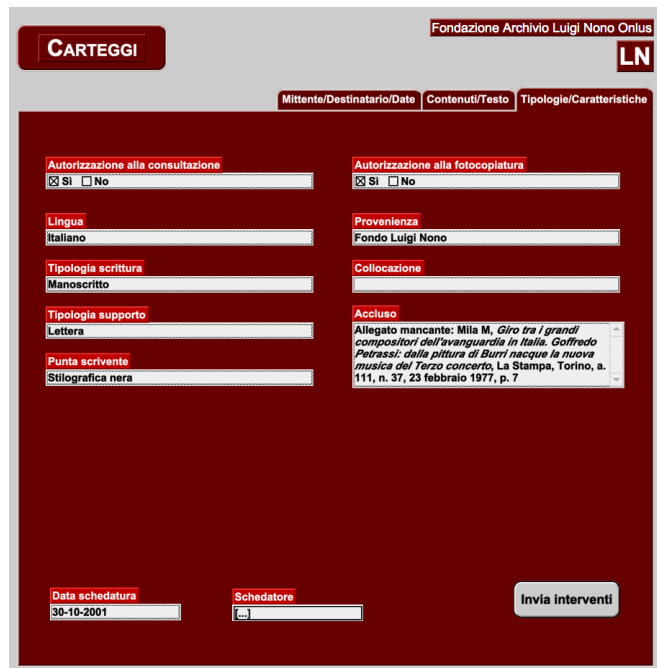 CARTEGGI
Fondazione Archivio Luigi Nono Onlus
LN
Mittente/Destinatario/Date Contenuti/Testo Tipologie/Caratteristiche
Autorizzazione alla consultazione
☒ Sì ☐ No
Autorizzazione alla fotocopiatura
☒ Sì ☐ No
Lingua
Italiano
Provenienza
Fondo Luigi Nono
Tipologia scrittura
Manoscritto
Collocazione
Tipologia supporto
Lettera
Accluso
Allegato mancante: Mila M, Giro tra i grandi
compositori dell'avanguardia in Italia. Goffredo
Petrassi: dalla pittura di Burri nacque la nuova
musica del Terzo concerto, La Stampa, Torino, a.
111, n. 37, 23 febbraio 1977, p. 7
Punta scrivente
Stilografica nera
Data schedatura
30-10-2001
Schedatore
[...]
Invia interventi